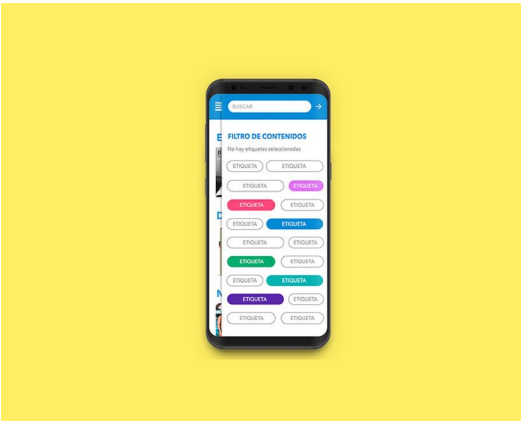 BUSCAR
E
FILTRO DE CONTENIDOS
No hay etiquetas seleccionadas
ETIQUETA ETIQUETA
ETIQUETA ETIQUETA
ETIQUETA ETIQUETA
D
ETIQUETA ETIQUETA
ETIQUETA ETIQUETA
ETIQUETA ETIQUETA
ETIQUETA ETIQUETA
N
ETIQUETA ETIQUETA
ETIQUETA ETIQUETA